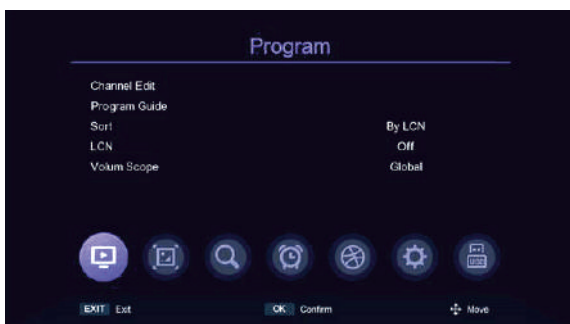 Program
Channel Edit
Program Guide
Sort By LCN
LCN Off
Volum Scope Global
EXIT Exit OK Confirm Move